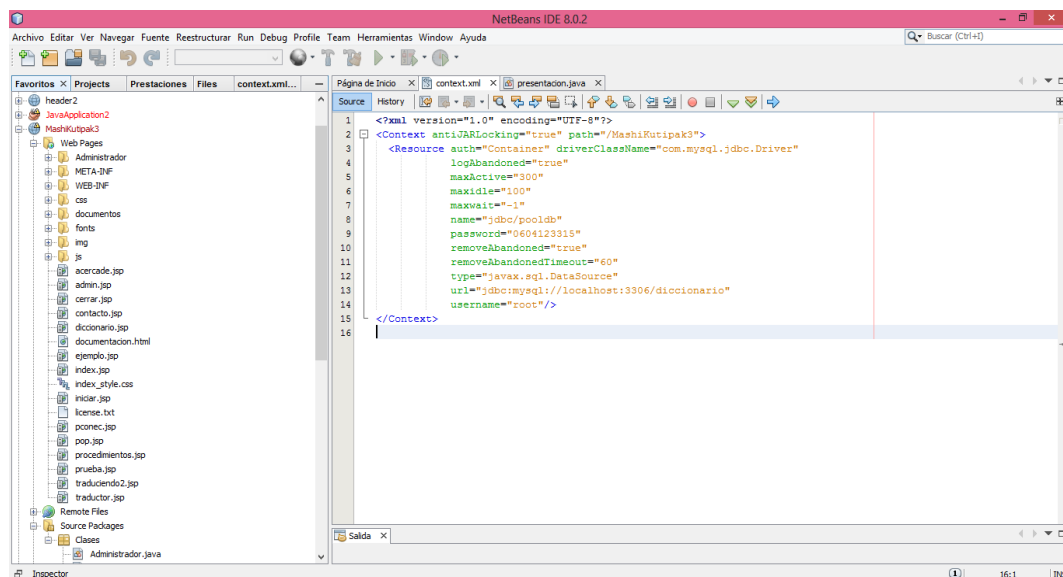 NetBeans IDE 8.0.2
Archivo Editar Ver Navegar Fuente Reestructurar Run Debug Profile Team Herramientas Window Ayuda
Buscar (Ctrl+I)
Favoritos Projects Prestaciones Files context.xml...
Página de Inicio context.xml presentacion.java
header2
JavaApplication2
MashiKutipak3
Web Pages
Administrador
META-INF
WEB-INF
css
documentos
fonts
img
js
acercade.jsp
admin.jsp
cerrar.jsp
contacto.jsp
diccionario.jsp
documentacion.html
ejemplo.jsp
index.jsp
index_style.css
iniciar.jsp
license.txt
pconec.jsp
pop.jsp
procedimientos.jsp
prueba.jsp
traduciendo2.jsp
traductor.jsp
Remote Files
Source Packages
Clases
Administrador.java
Source History
1 <?xml version="1.0" encoding="UTF-8"?>
2 <Context antiJARLocking="true" path="/MashiKutipak3">
3 <Resource auth="Container" driverClassName="com.mysql.jdbc.Driver"
4 logAbandoned="true"
5 maxActive="300"
6 maxidle="100"
7 maxwait="-1"
8 name="jdbc/pooldb"
9 password="0604123315"
10 removeAbandoned="true"
11 removeAbandonedTimeout="60"
12 type="javax.sql.DataSource"
13 url="jdbc:mysql://localhost:3306/diccionario"
14 username="root"/>
15 </Context>
16
Salida
Inspector
1 16:1 INS